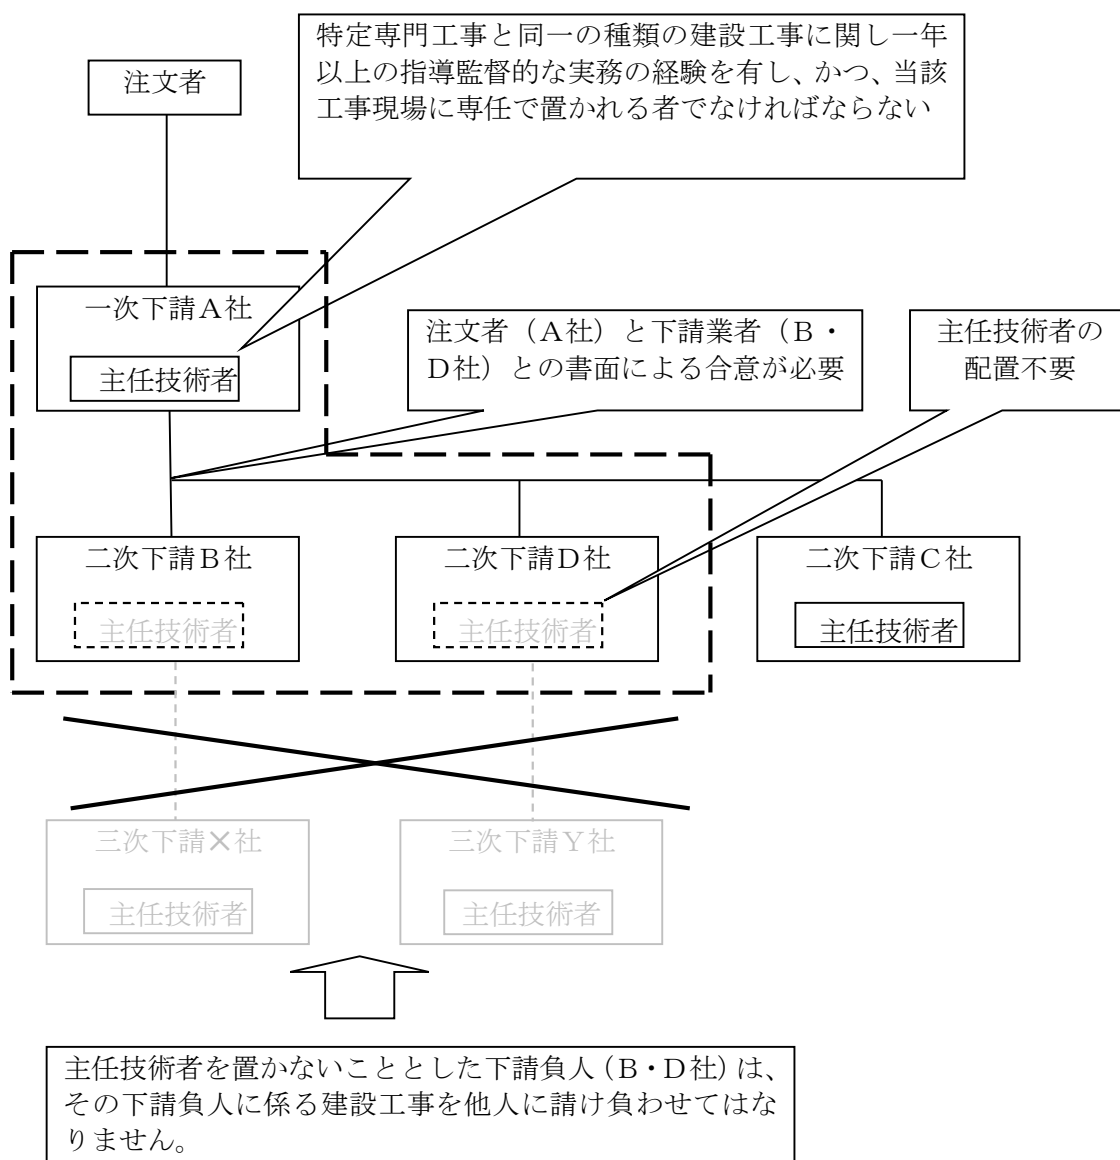 特定専門工事と同一の種類の建設工事に関し一年
以上の指導監督的な実務の経験を有し、かつ、当該
工事現場に専任で置かれる者でなければならない
注文者
一次下請A社
主任技術者
注文者(A社)と下請業者(B・
D社)との書面による合意が必要
主任技術者の
配置不要
二次下請B社
主任技術者
二次下請D社
主任技術者
二次下請C社
主任技術者
三次下請X社
主任技術者
三次下請Y社
主任技術者
主任技術者を置かないこととした下請負人(B・D社)は、
その下請負人に係る建設工事を他人に請け負わせてはな
りません。